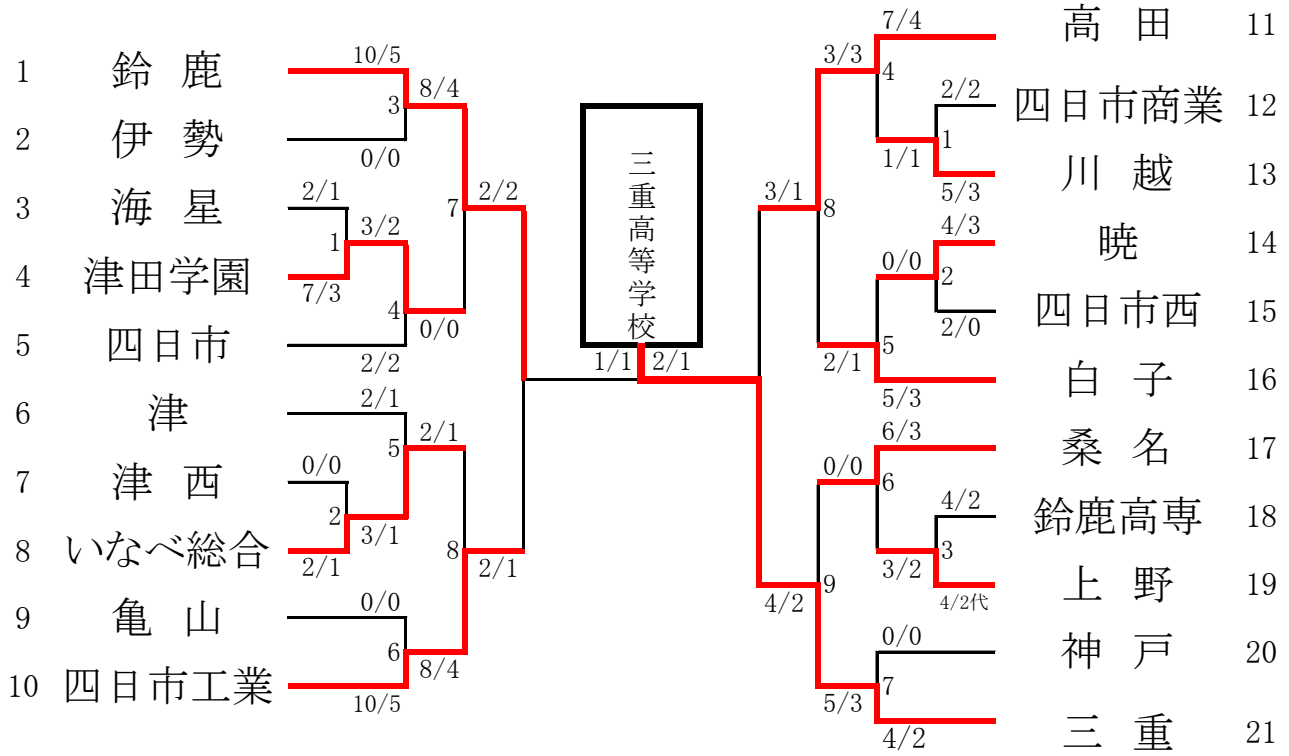 1 鈴 鹿 10/5
8/4
3
2 伊 勢 0/0
3 海 星 2/1
3/2
1
4 津田学園 7/3
4
0/0
5 四日市 2/2
7
2/2
6 津 2/1
5
2/1
7 津 西 0/0
2
3/1
8 いなべ総合 2/1
8
2/1
9 亀 山 0/0
6
8/4
10 四日市工業 10/5
三重高等学校
1/1 2/1
7/4 高 田 11
3/3
4
2/2 四日市商業 12
1
1/1
5/3 川 越 13
3/1
8
4/3 暁 14
0/0
2
2/0 四日市西 15
5
2/1
5/3 白 子 16
6/3 桑 名 17
0/0
6
4/2 鈴鹿高専 18
3
3/2
4/2代 上 野 19
9
4/2
0/0 神 戸 20
7
5/3
4/2 三 重 21